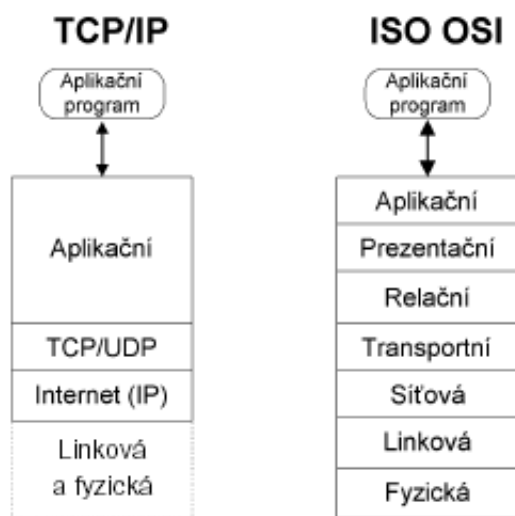 TCP/IP
Aplikační
program
Aplikační
TCP/UDP
Internet (IP)
Linková
a fyzická
ISO OSI
Aplikační
program
Aplikační
Prezentační
Relační
Transportní
Síťová
Linková
Fyzická